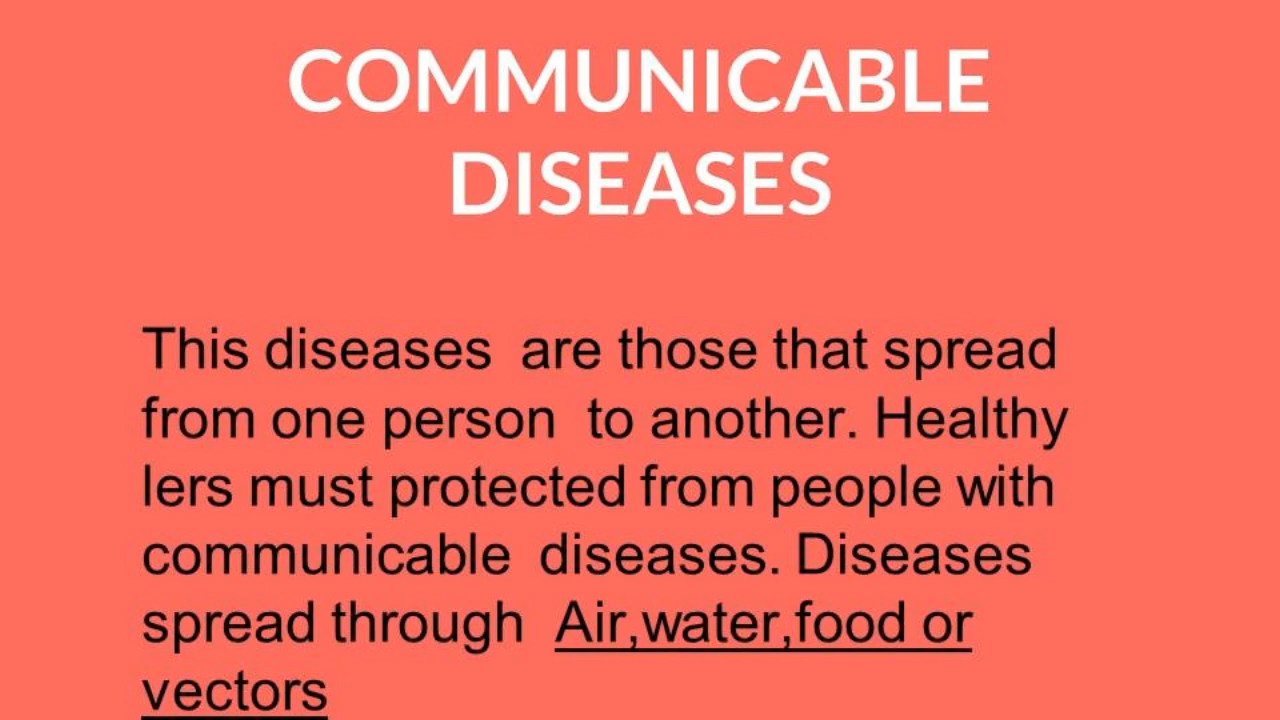 COMMUNICABLE
DISEASES
This diseases are those that spread
from one person to another. Healthy
lers must protected from people with
communicable diseases. Diseases
spread through Air,water,food or
vectors